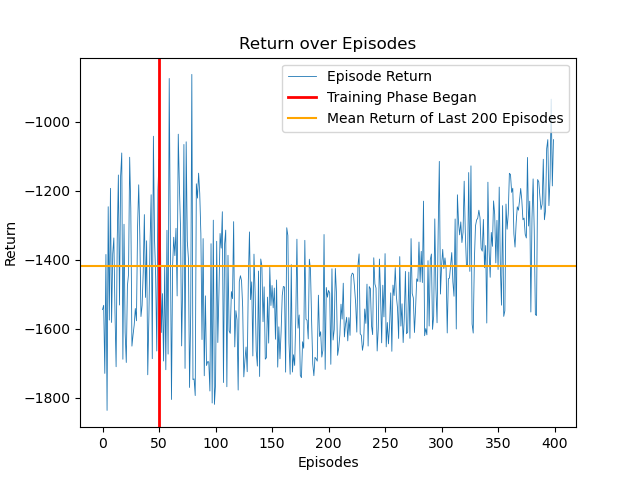 Return over Episodes
Episode Return
Training Phase Began
Mean Return of Last 200 Episodes
Return
−1000
−1200
−1400
−1600
−1800
0 50 100 150 200 250 300 350 400
Episodes